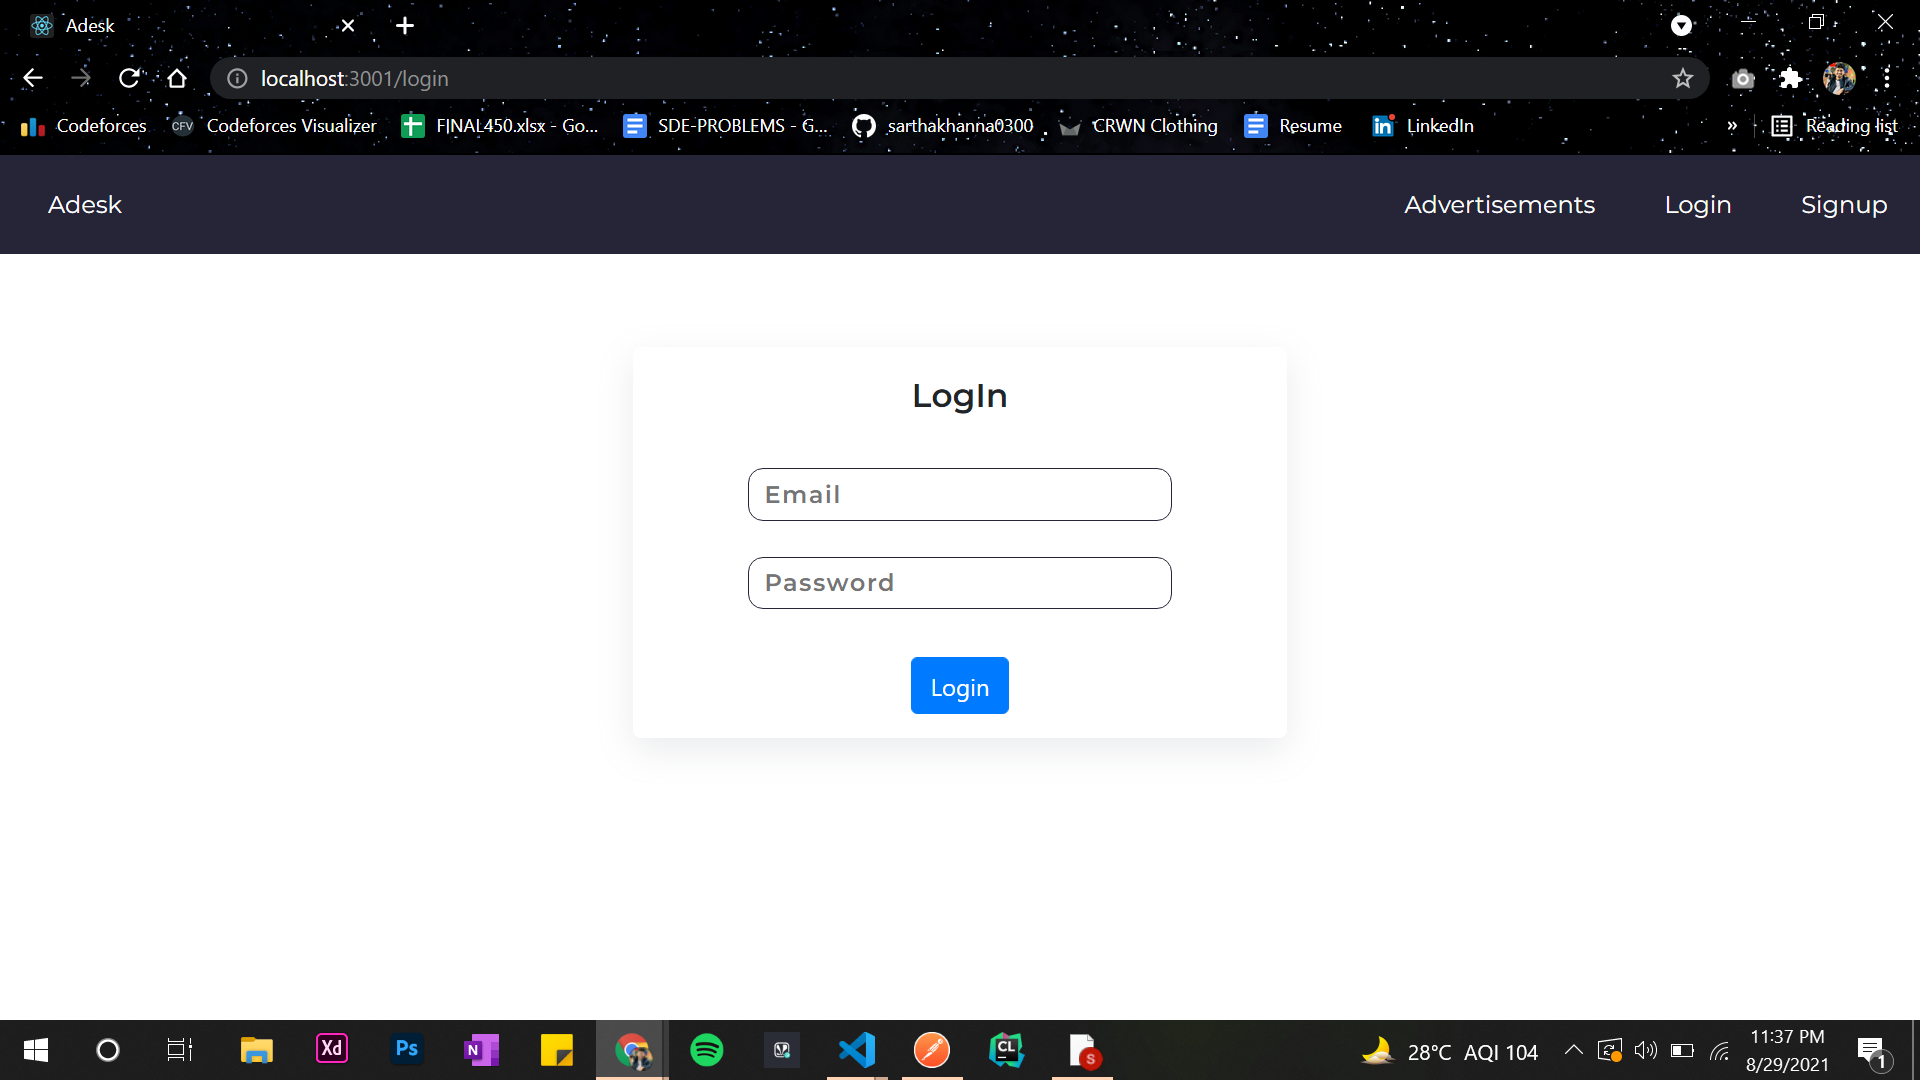 Adesk
localhost:3001/login
Codeforces
CFV Codeforces Visualizer
FINAL450.xlsx - Go...
SDE-PROBLEMS - G...
sarthakhanna0300
CRWN Clothing
Resume
in LinkedIn
»
Reading list
Adesk
Advertisements
Login
Signup
LogIn
Email
Password
Login
Xd
Ps
N
CL
S
28°C AQI 104
11:37 PM
8/29/2021
1